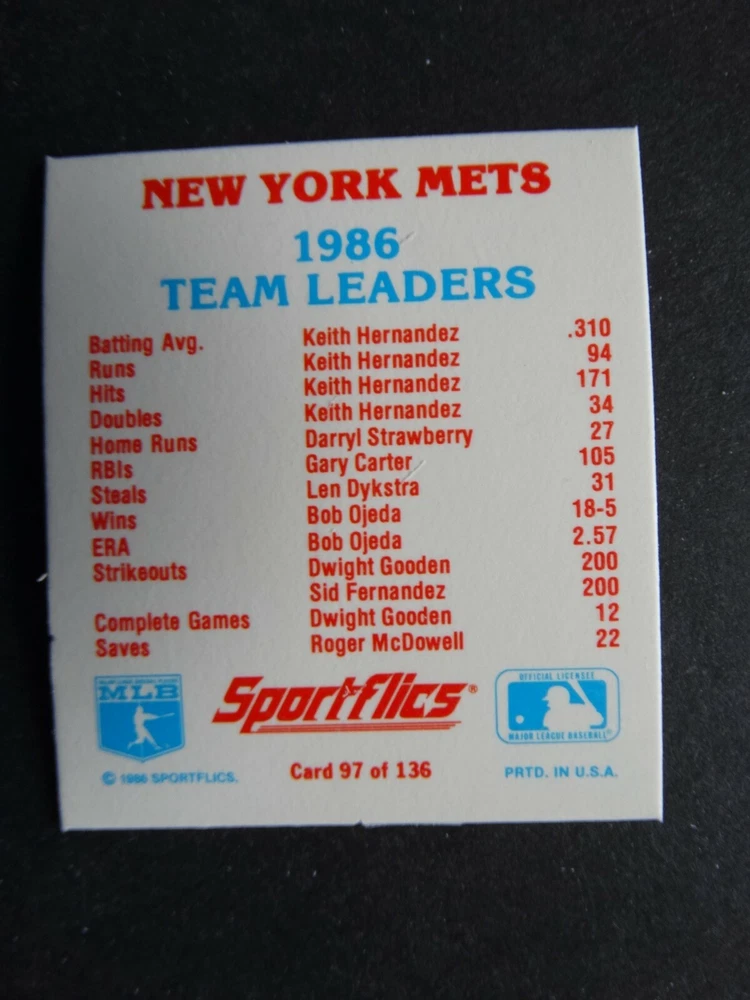 NEW YORK METS
1986
TEAM LEADERS
Batting Avg. Keith Hernandez .310
Runs Keith Hernandez 94
Hits Keith Hernandez 171
Doubles Keith Hernandez 34
Home Runs Darryl Strawberry 27
RBIs Gary Carter 105
Steals Len Dykstra 31
Wins Bob Ojeda 18-5
ERA Bob Ojeda 2.57
Strikeouts Dwight Gooden 200
Sid Fernandez 200
Complete Games Dwight Gooden 12
Saves Roger McDowell 22
MLB
Sportflics®
OFFICIAL LICENSEE
MAJOR LEAGUE BASEBALL®
© 1986 SPORTFLICS.
Card 97 of 136
PRTD. IN U.S.A.